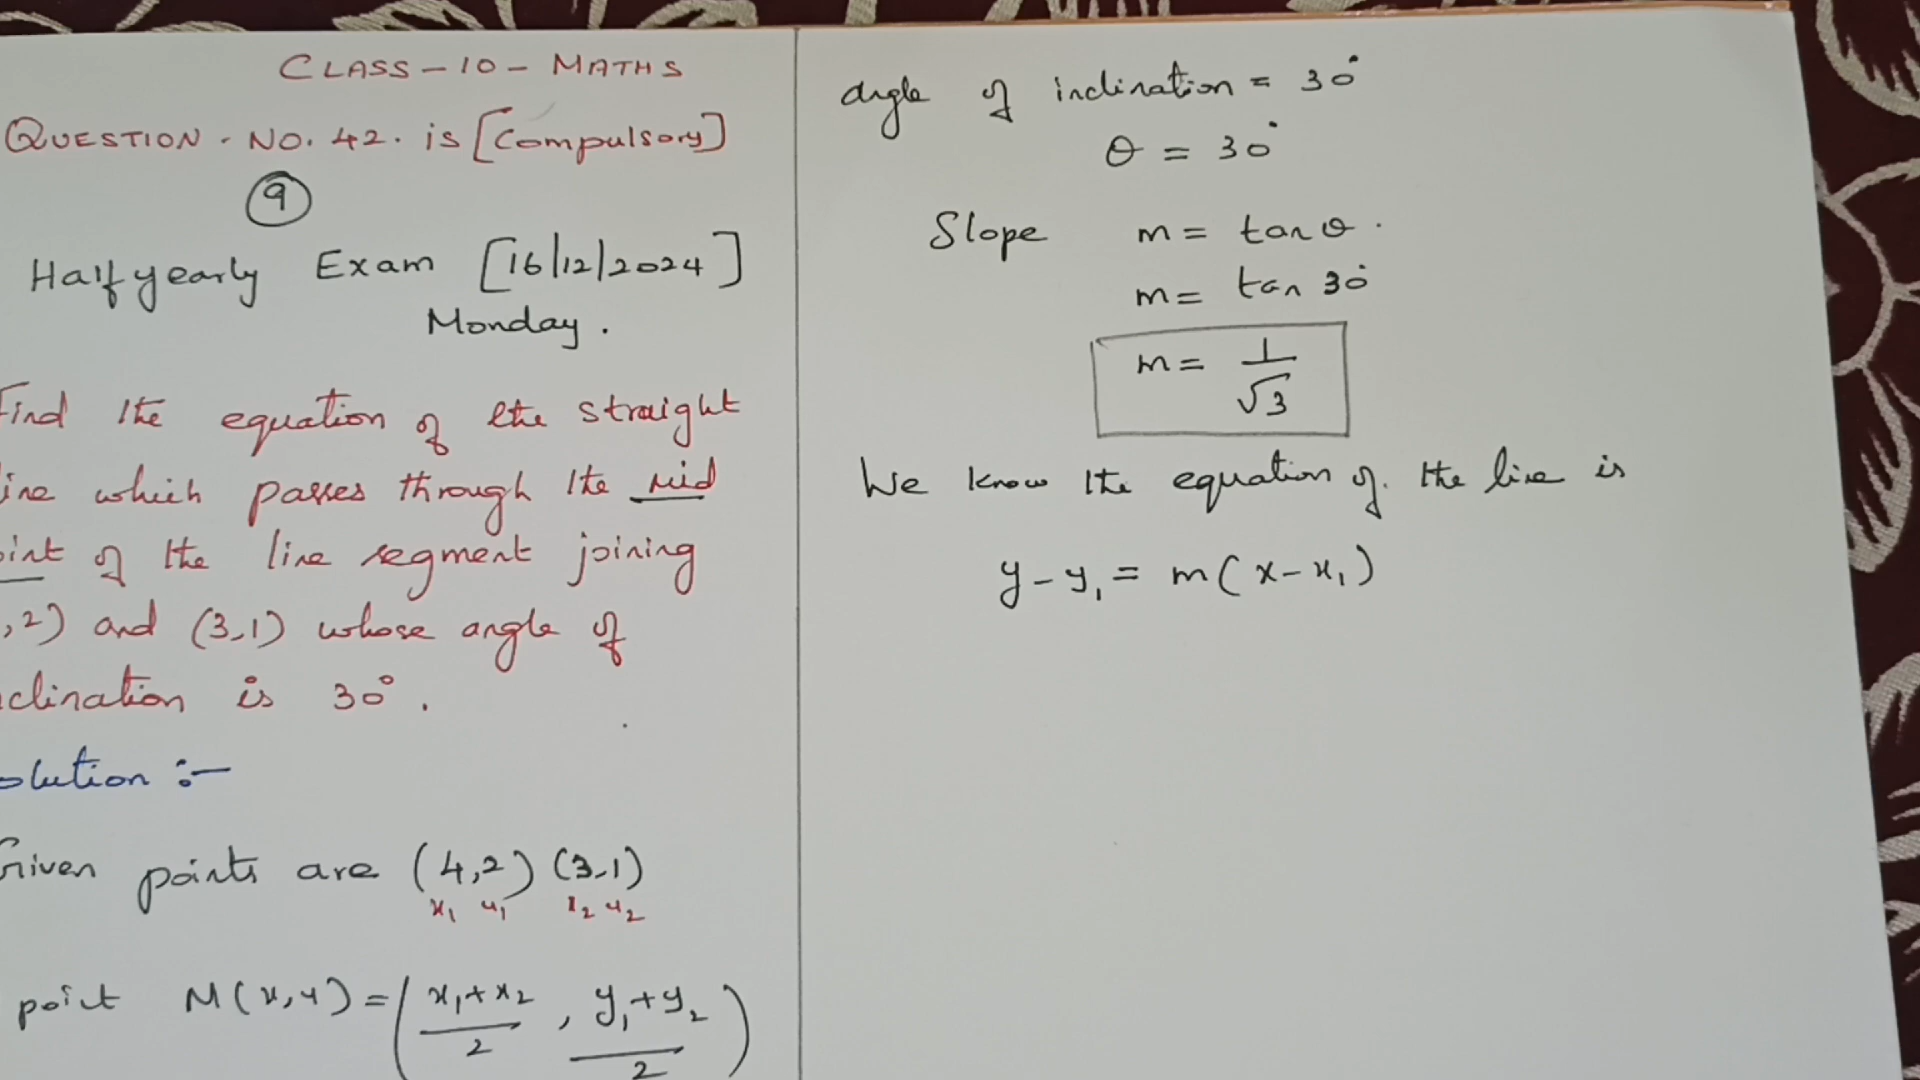 CLASS - 10 - MATHS
QUESTION. NO. 42. is [Compulsory]
9
Half yearly Exam [16/12/2024]
Monday.
Find the equation of the straight
line which passes through the mid
point of the line segment joining
,2) and (3,1) whose angle of
clination is 30°.
olution :-
Given points are (4,2) (3,1)
x₁ y₁ x₂ y₂
point M(x,y) = ( x₁+x₂ / 2 , y₁+y₂ / 2 )
angle of inclination = 30°
θ = 30°
Slope m = tan θ.
m = tan 30°
m = 1/√3
We know the equation of the line is
y-y₁ = m(x-x₁)